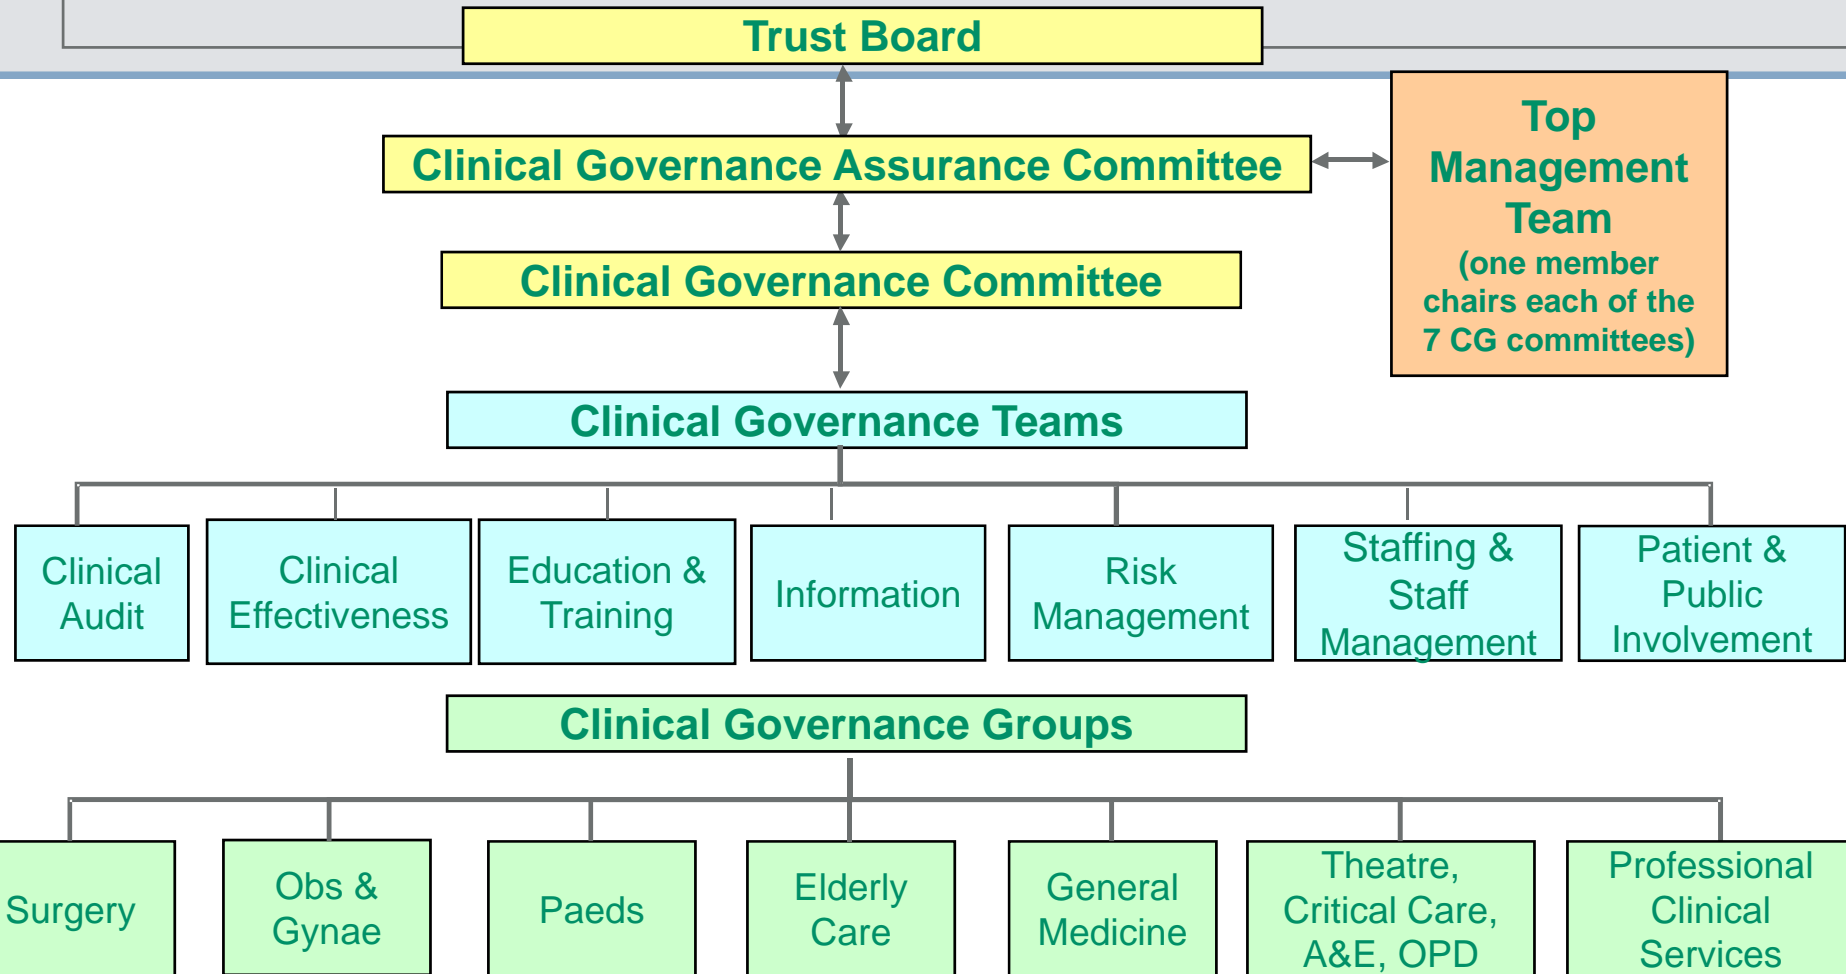 Trust Board
Clinical Governance Assurance Committee
Top
Management
Team
(one member
chairs each of the
7 CG committees)
Clinical Governance Committee
Clinical Governance Teams
Clinical
Audit
Clinical
Effectiveness
Education &
Training
Information
Risk
Management
Staffing &
Staff
Management
Patient &
Public
Involvement
Clinical Governance Groups
Surgery
Obs &
Gynae
Paeds
Elderly
Care
General
Medicine
Theatre,
Critical Care,
A&E, OPD
Professional
Clinical
Services